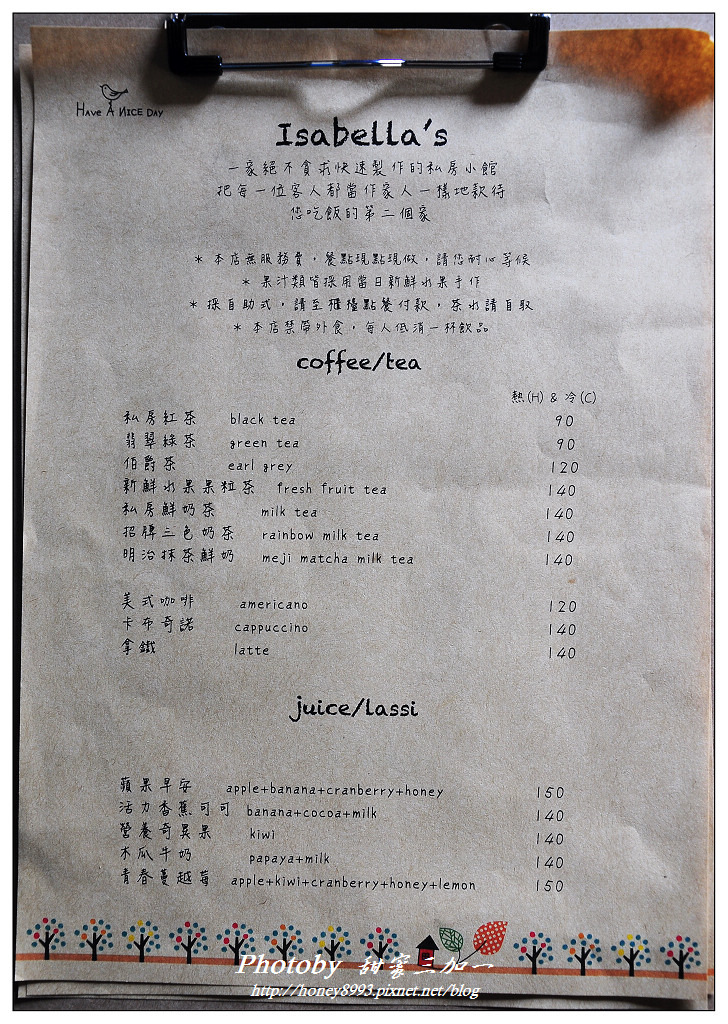 Have A Nice Day
Isabella's
一家絕不貪求快速製作的私房小館
把每一位客人都當作家人一樣地款待
您吃飯的第二個家
* 本店無服務費，餐點現點現做，請您耐心等候
* 果汁類皆採用當日新鮮水果手作
* 採自助式，請至櫃檯點餐付款，茶水請自取
* 本店禁帶外食，每人低消一杯飲品
coffee/tea
熱(H) & 冷(C)
私房紅茶 black tea 90
翡翠綠茶 green tea 90
伯爵茶 earl grey 120
新鮮水果果粒茶 fresh fruit tea 140
私房鮮奶茶 milk tea 140
招牌三色奶茶 rainbow milk tea 140
明治抹茶鮮奶 meji matcha milk tea 140
美式咖啡 americano 120
卡布奇諾 cappuccino 140
拿鐵 latte 140
juice/lassi
蘋果早安 apple+banana+cranberry+honey 150
活力香蕉可可 banana+cocoa+milk 140
營養奇異果 kiwi 140
木瓜牛奶 papaya+milk 140
青春蔓越莓 apple+kiwi+cranberry+honey+lemon 150
Photoby 甜蜜三加一
http://honey8993.pixnet.net/blog